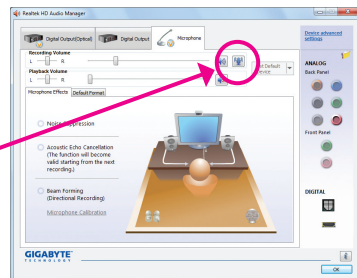 Realtek HD Audio Manager
Digital Output(Optical)
Digital Output
Microphone
Device advanced
settings
Recording Volume
L
R
Set Default
Device
Playback Volume
L
R
ANALOG
Back Panel
Microphone Effects
Default Format
Noise Suppression
Acoustic Echo Cancellation
(The function will become
valid starting from the next
recording.)
Front Panel
Beam Forming
(Directional Recording)
DIGITAL
Microphone Calibration
GIGABYTE™
TECHNOLOGY
OK